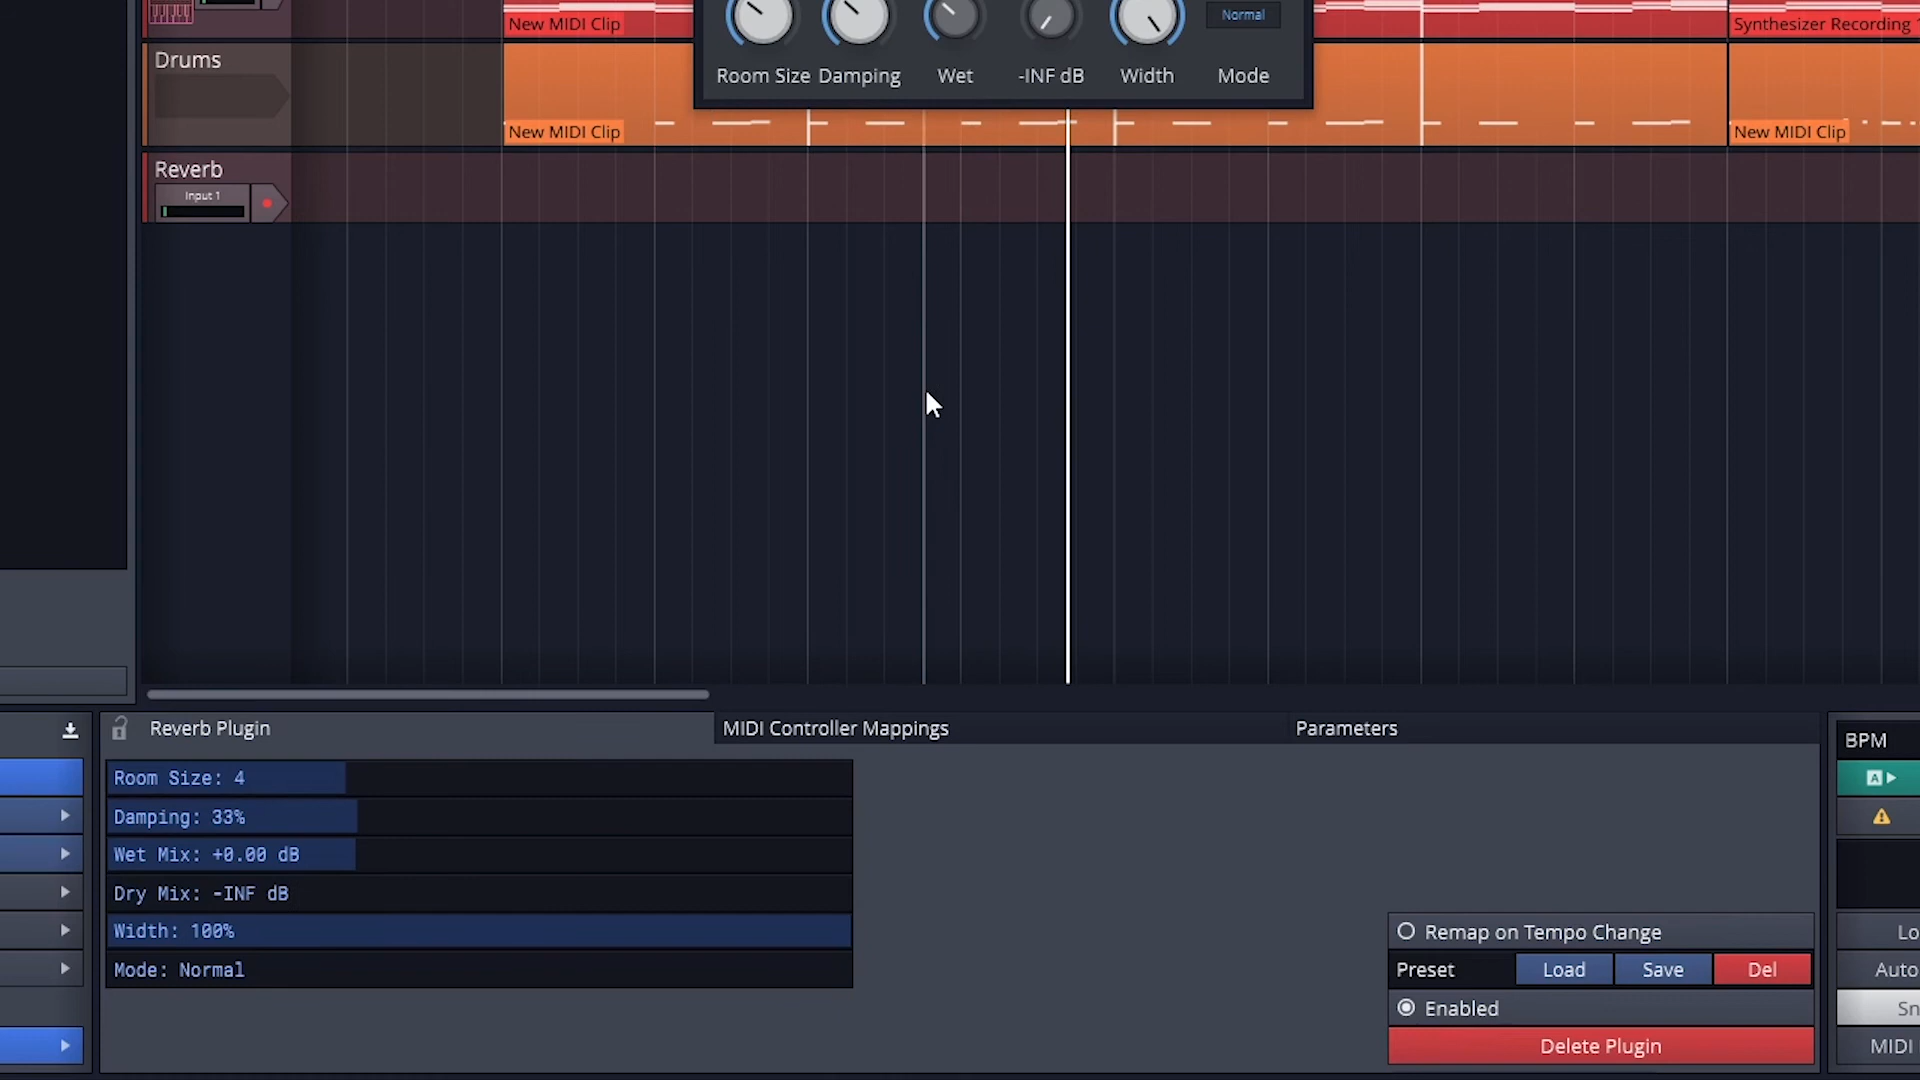 New MIDI Clip
Normal
Synthesizer Recording
Drums
Room Size Damping Wet -INF dB Width Mode
New MIDI Clip
New MIDI Clip
Reverb
Input 1
Reverb Plugin
MIDI Controller Mappings
Parameters
BPM
Room Size: 4
A
Damping: 33%
Wet Mix: +0.00 dB
Dry Mix: -INF dB
Width: 100%
Remap on Tempo Change
Lo
Mode: Normal
Preset Load Save Del
Auto
Enabled
Sn
Delete Plugin
MIDI